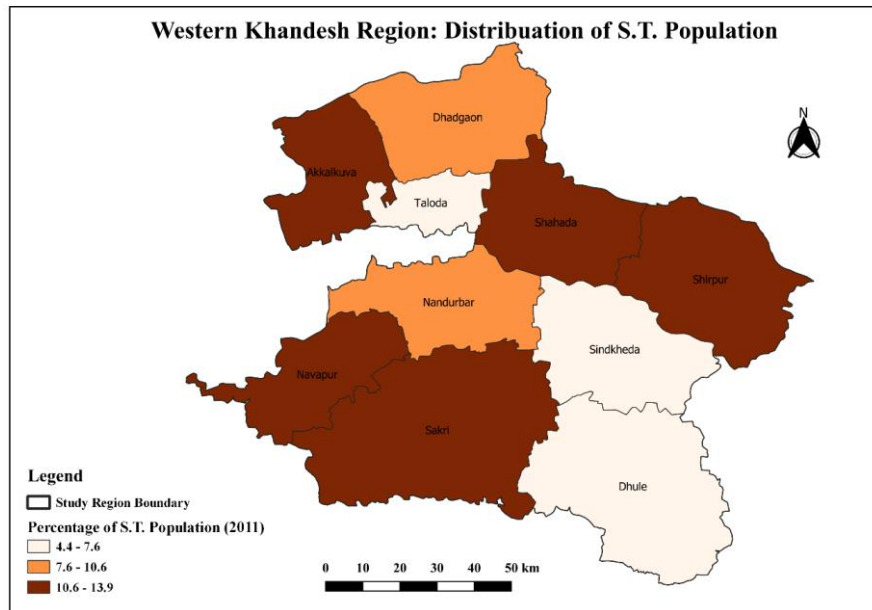 Western Khandesh Region: Distribuation of S.T. Population
N
Dhadgaon
Akkalkuva
Taloda
Shahada
Shirpur
Nandurbar
Sindkheda
Navapur
Sakri
Dhule
Legend
Study Region Boundary
Percentage of S.T. Population (2011)
4.4 - 7.6
7.6 - 10.6
10.6 - 13.9
0 10 20 30 40 50 km